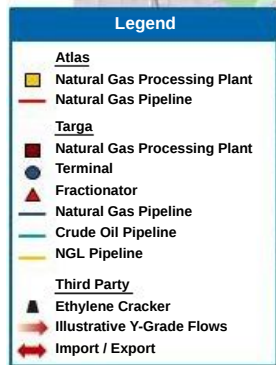 Legend
Atlas
Natural Gas Processing Plant
Natural Gas Pipeline
Targa
Natural Gas Processing Plant
Terminal
Fractionator
Natural Gas Pipeline
Crude Oil Pipeline
NGL Pipeline
Third Party
Ethylene Cracker
Illustrative Y-Grade Flows
Import / Export